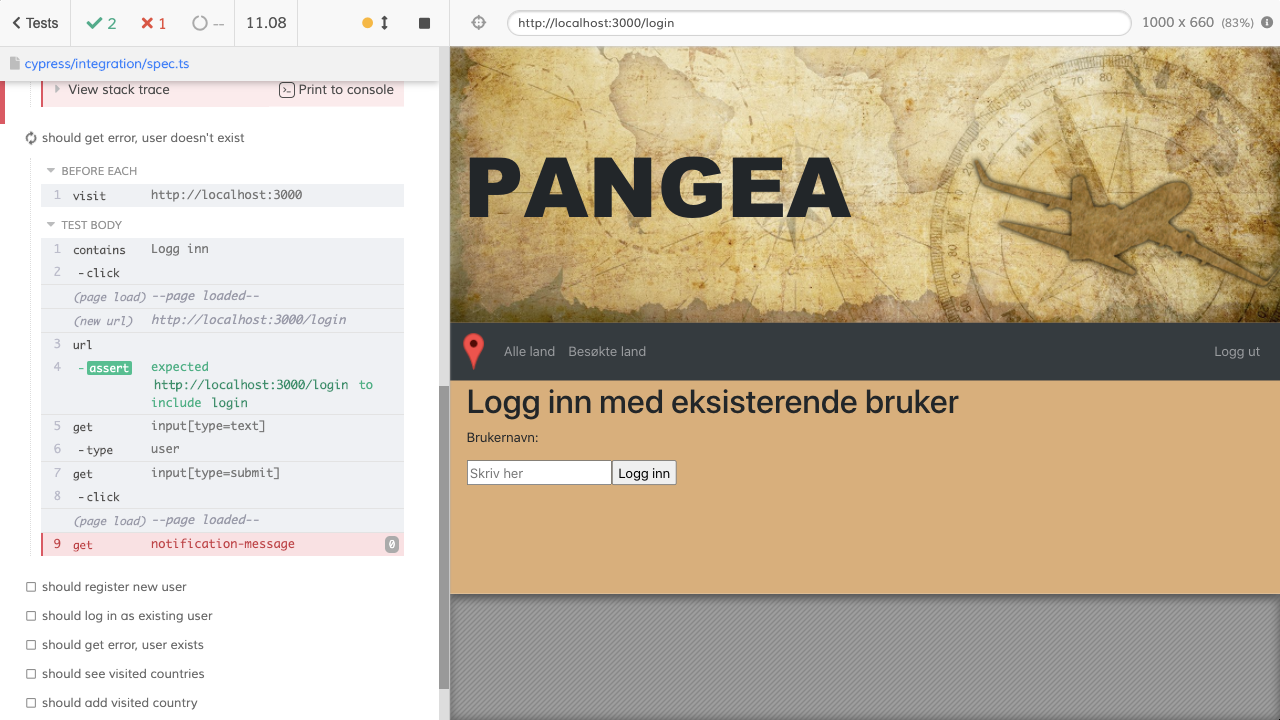 Tests
2
1
--
11.08
http://localhost:3000/login
1000 x 660 (83%)
cypress/integration/spec.ts
View stack trace
Print to console
should get error, user doesn't exist
BEFORE EACH
1 visit http://localhost:3000
TEST BODY
1 contains Logg inn
2 -click
(page load) --page loaded--
(new url) http://localhost:3000/login
3 url
4 -assert expected
http://localhost:3000/login to
include login
5 get input[type=text]
6 -type user
7 get input[type=submit]
8 -click
(page load) --page loaded--
9 get notification-message 0
should register new user
should log in as existing user
should get error, user exists
should see visited countries
should add visited country
PANGEA
Alle land Besøkte land Logg ut
Logg inn med eksisterende bruker
Brukernavn:
Skriv her Logg inn